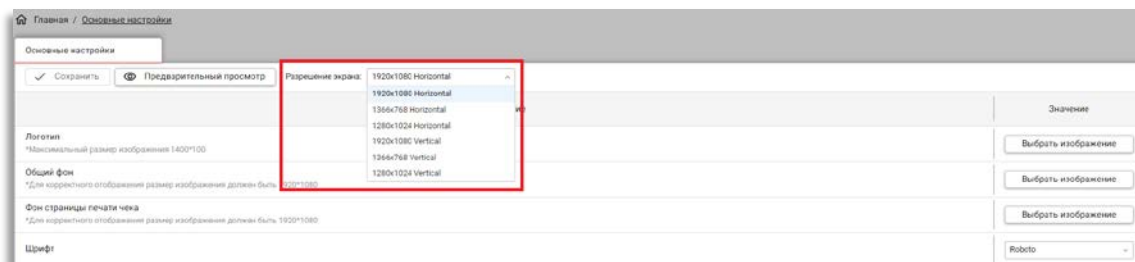 Главная / Основные настройки
Основные настройки
Сохранить Предварительный просмотр Разрешение экрана: 1920x1080 Horizontal
1920x1080 Horizontal
1366x768 Horizontal
1280x1024 Horizontal
1920x1080 Vertical
1366x768 Vertical
1280x1024 Vertical
Значение
Логотип
*Максимальный размер изображения 1400*100
Выбрать изображение
Общий фон
*Для корректного отображения размер изображения должен быть 1920*1080
Выбрать изображение
Фон страницы печати чека
*Для корректного отображения размер изображения должен быть 1920*1080
Выбрать изображение
Шрифт
Roboto